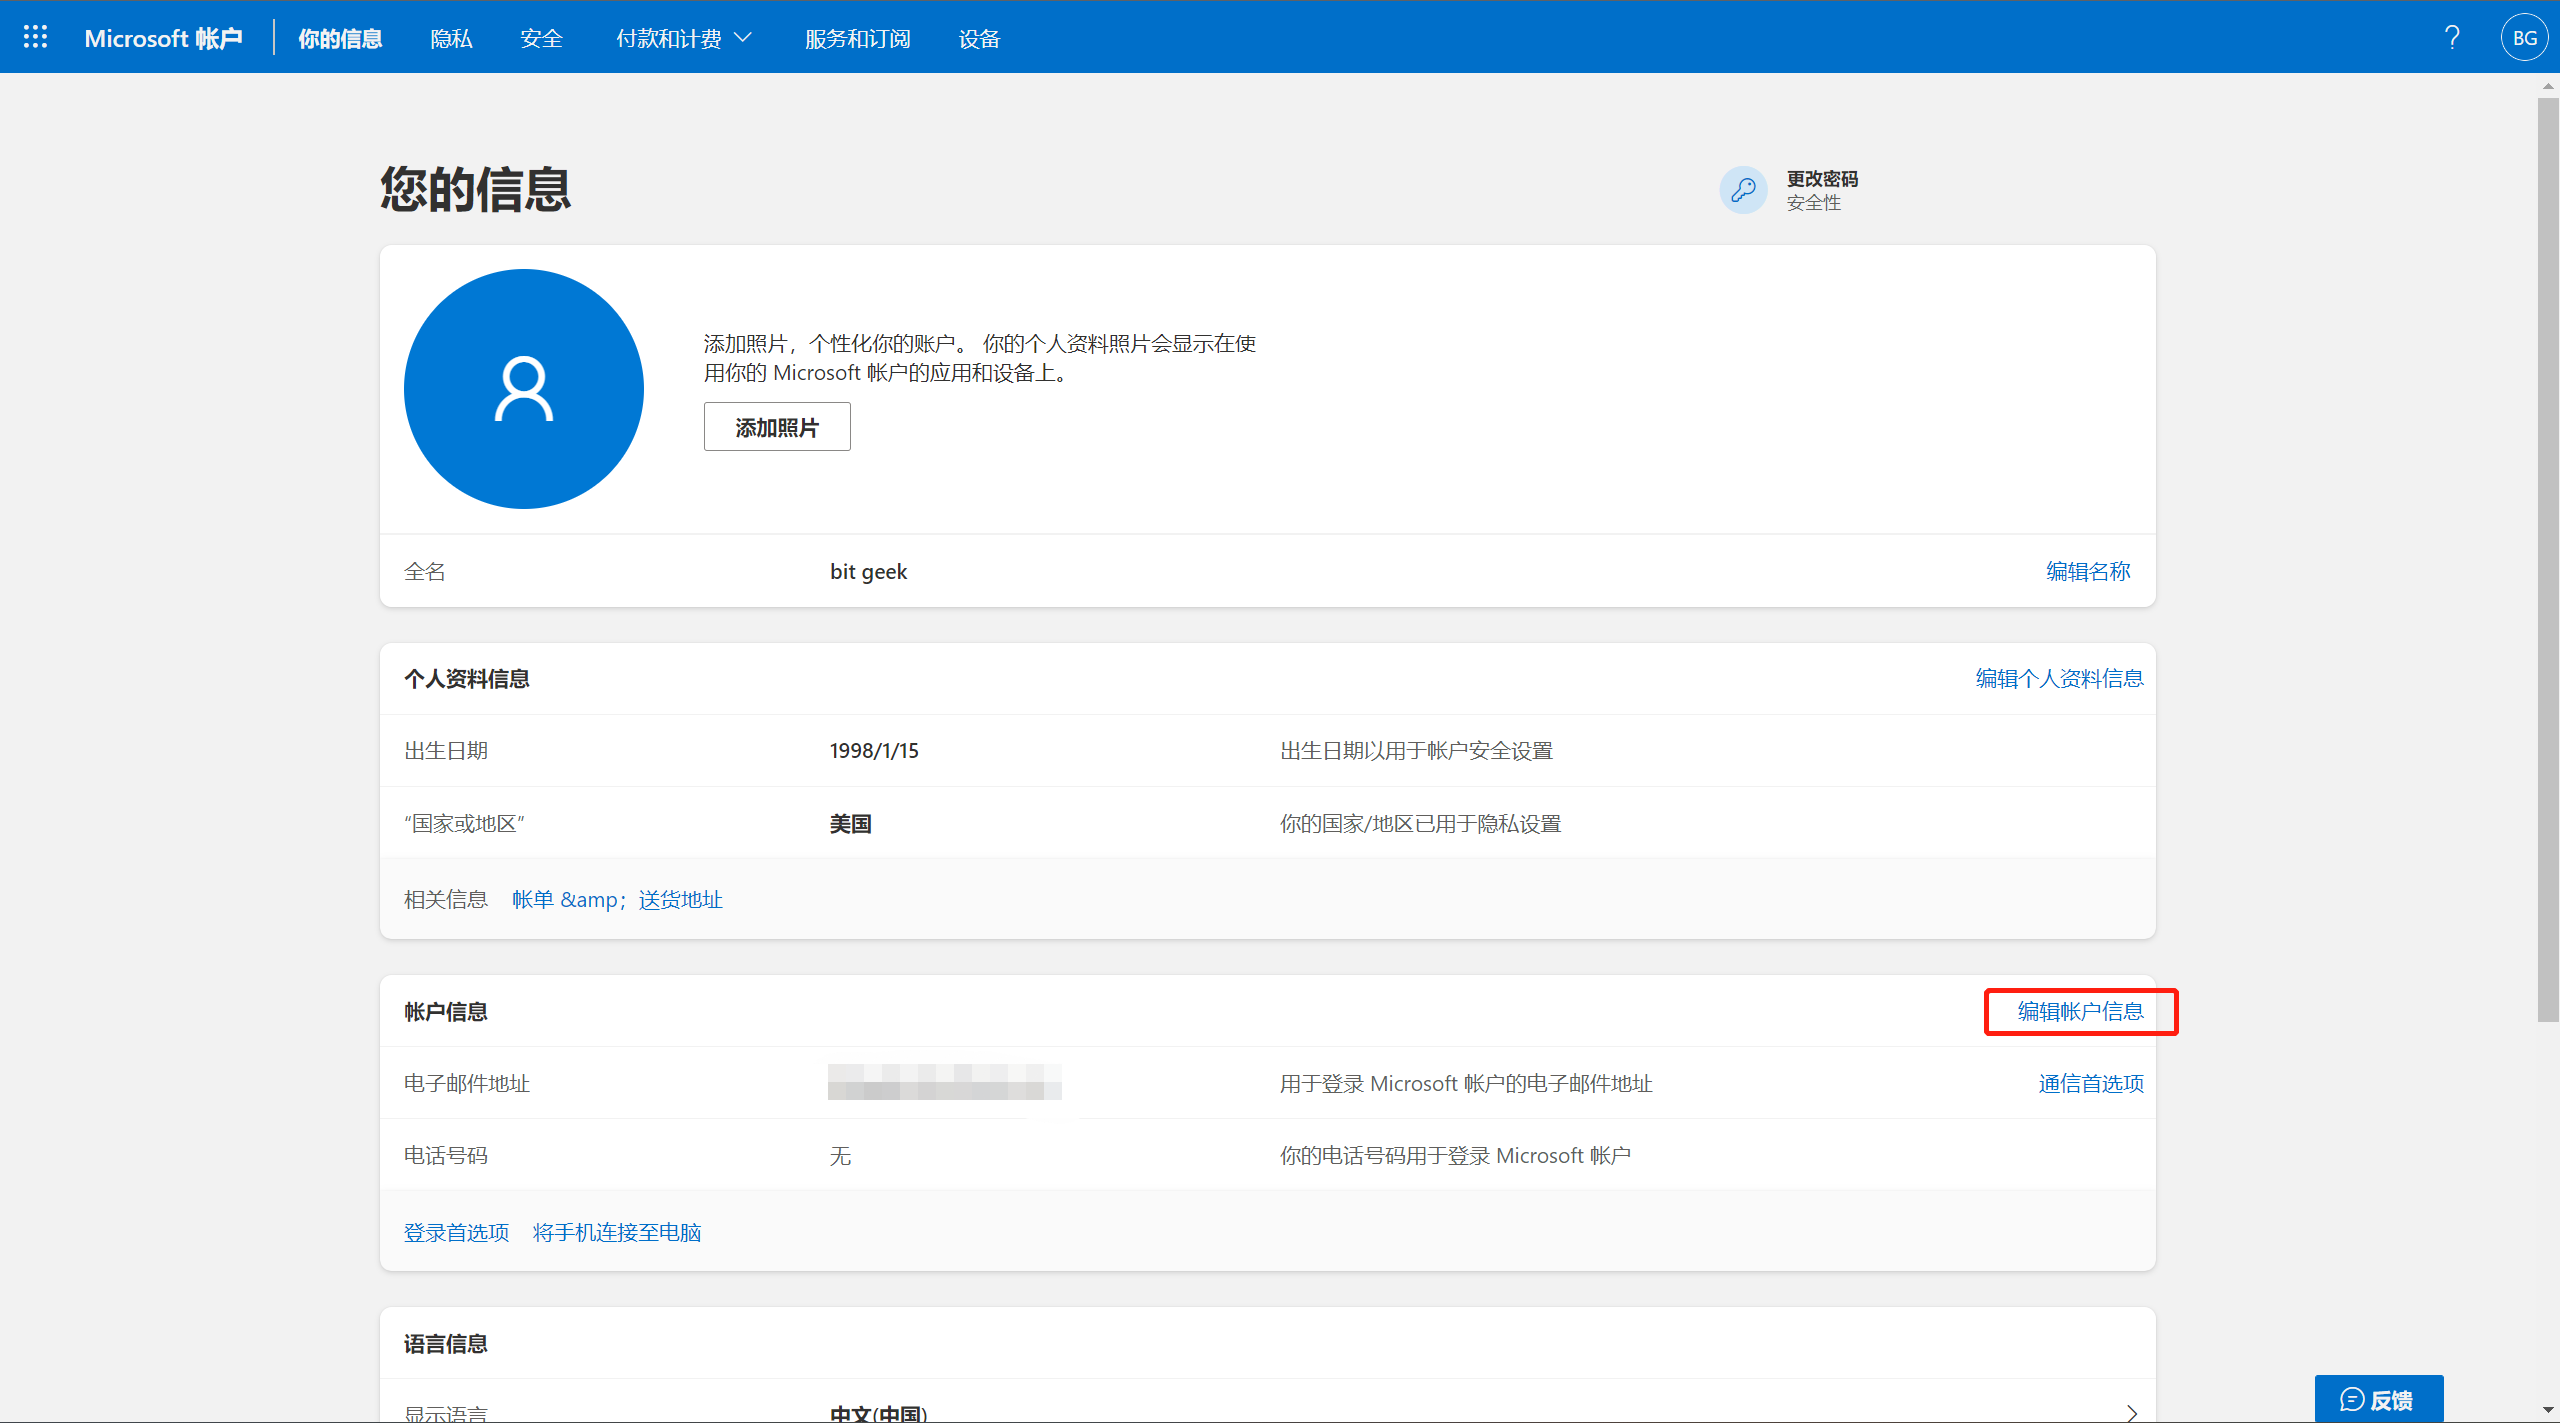 Microsoft 帐户
你的信息
隐私
安全
付款和计费
服务和订阅
设备
?
BG
您的信息
更改密码
安全性
添加照片，个性化你的账户。 你的个人资料照片会显示在使
用你的 Microsoft 帐户的应用和设备上。
添加照片
全名
bit geek
编辑名称
个人资料信息
编辑个人资料信息
出生日期
1998/1/15
出生日期以用于帐户安全设置
“国家或地区”
美国
你的国家/地区已用于隐私设置
相关信息
帐单 &amp；送货地址
帐户信息
编辑帐户信息
电子邮件地址
用于登录 Microsoft 帐户的电子邮件地址
通信首选项
电话号码
无
你的电话号码用于登录 Microsoft 帐户
登录首选项
将手机连接至电脑
语言信息
显示语言
中文(中国)
反馈